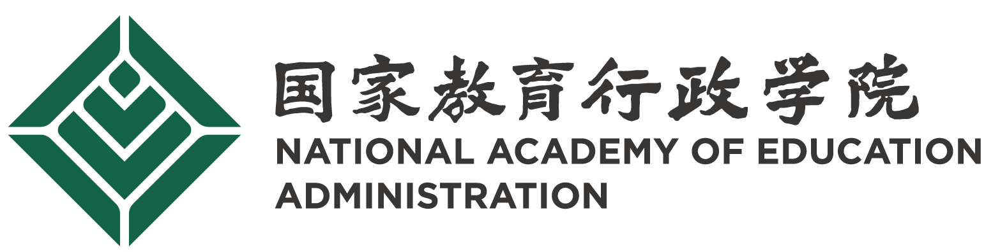 国家教育行政学院
NATIONAL ACADEMY OF EDUCATION
ADMINISTRATION